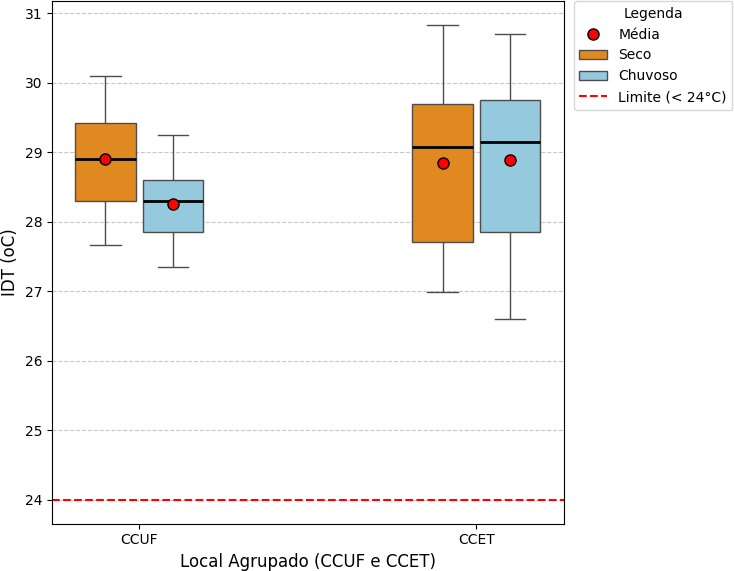 31
30
29
28
27
26
25
24
IDT (oC)
CCUF
CCET
Local Agrupado (CCUF e CCET)
Legenda
Média
Seco
Chuvoso
Limite (< 24°C)